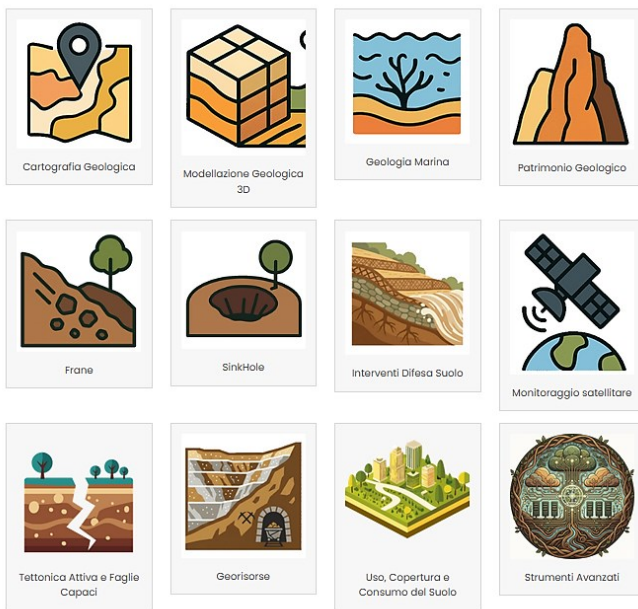 Cartografia Geologica
Modellazione Geologica
3D
Geologia Marina
Patrimonio Geologico
Frane
SinkHole
Interventi Difesa Suolo
Monitoraggio satellitare
Tettonica Attiva e Faglie
Capaci
Georisorse
Uso, Copertura e
Consumo del Suolo
Strumenti Avanzati